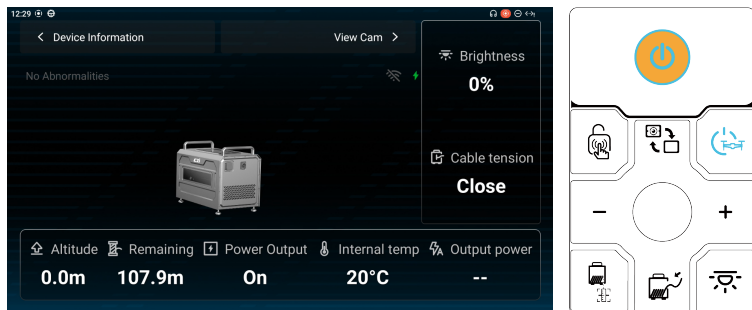 12:29
Device Information
View Cam
No Abnormalities
Brightness
0%
Cable tension
Close
Altitude Remaining Power Output Internal temp Output power
0.0m 107.9m On 20°C --